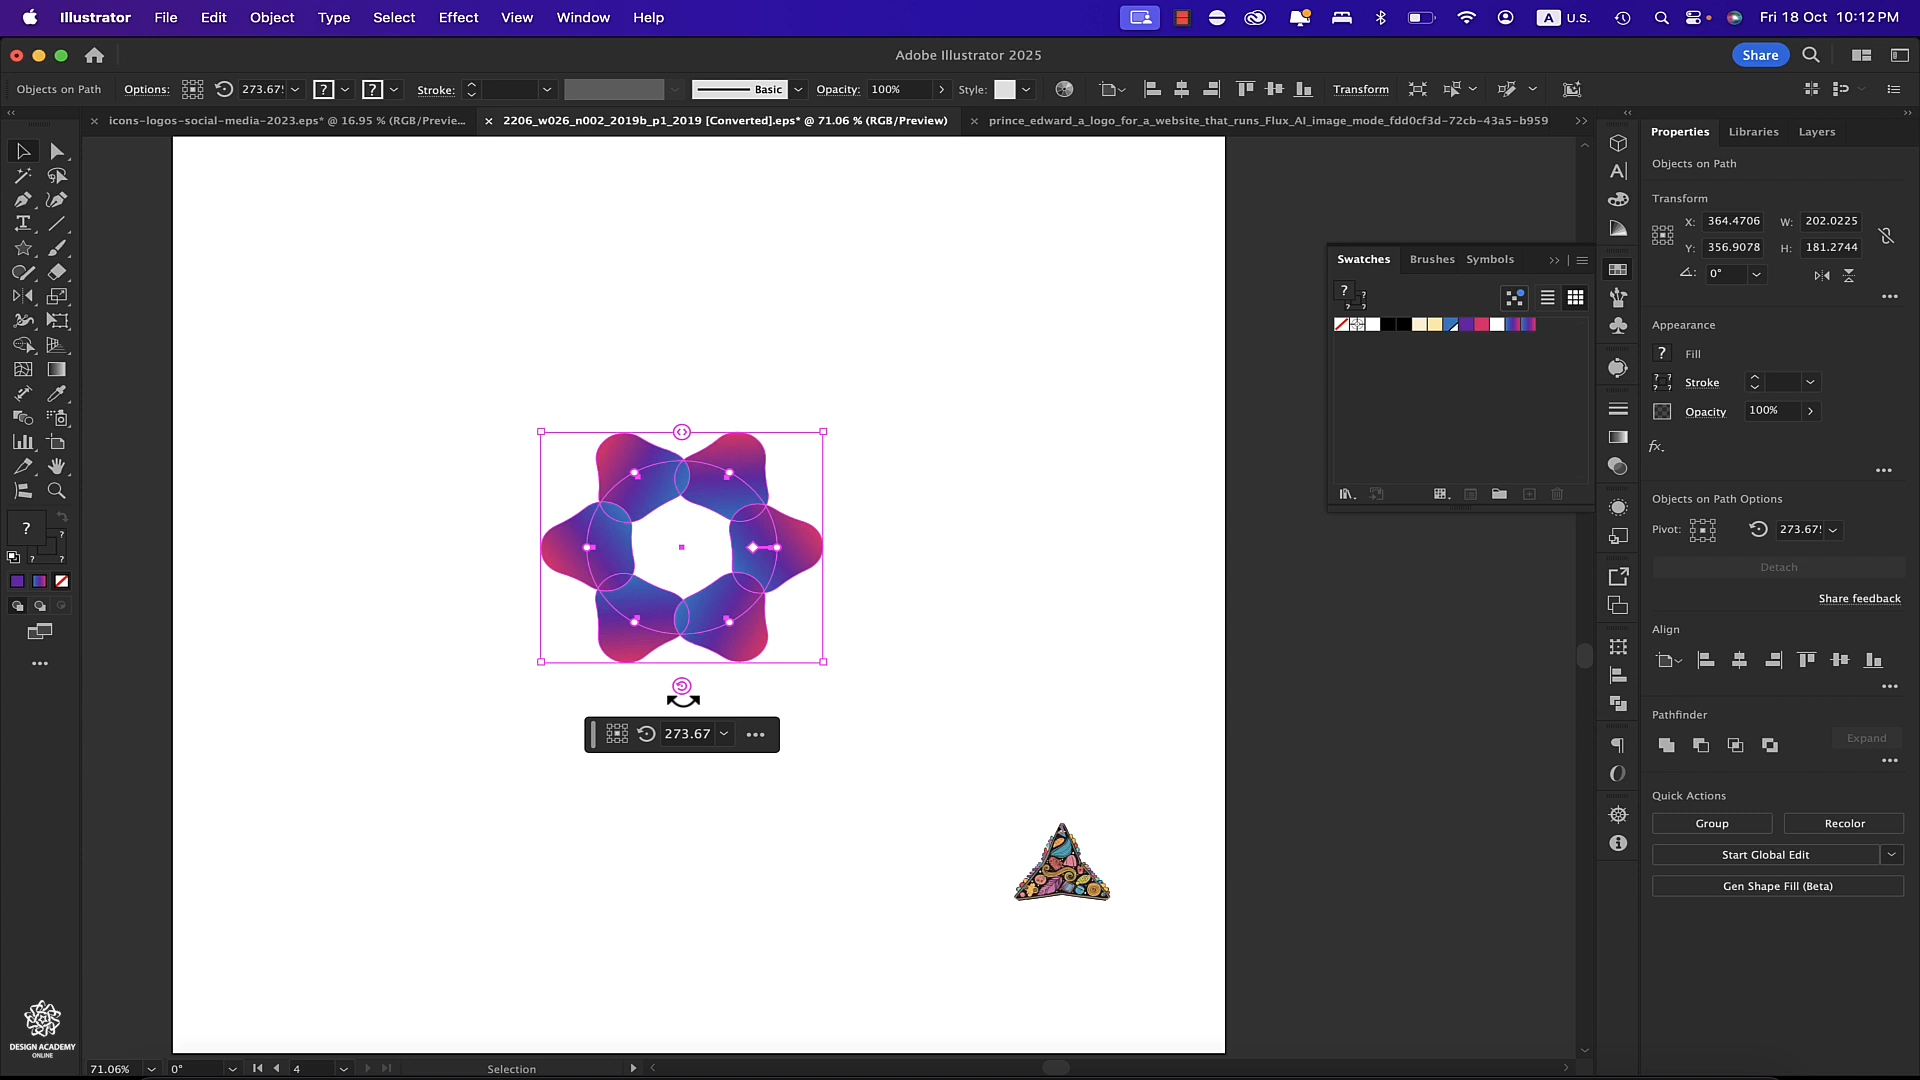 Illustrator File Edit Object Type Select Effect View Window Help A U.S. Fri 18 Oct 10:12 PM
Adobe Illustrator 2025 Share
Objects on Path Options: 273.67 ? ? Stroke: Basic Opacity: 100% Style: Transform
icons-logos-social-media-2023.eps* @ 16.95 % (RGB/Previe... 2206_w026_n002_2019b_p1_2019 [Converted].eps* @ 71.06 % (RGB/Preview) prince_edward_a_logo_for_a_website_that_runs_Flux_AI_image_mode_fdd0cf3d-72cb-43a5-b959
Properties Libraries Layers
Objects on Path
Transform
X: 364.4706 W: 202.0225
Y: 356.9078 H: 181.2744
0°
Swatches Brushes Symbols
Appearance
? Fill
Stroke
Opacity 100%
fx.
Objects on Path Options
Pivot: 273.67
Detach
Share feedback
Align
Pathfinder
Expand
Quick Actions
Group Recolor
Start Global Edit
Gen Shape Fill (Beta)
273.67
DESIGN ACADEMY
ONLINE
71.06% 0° 4 Selection